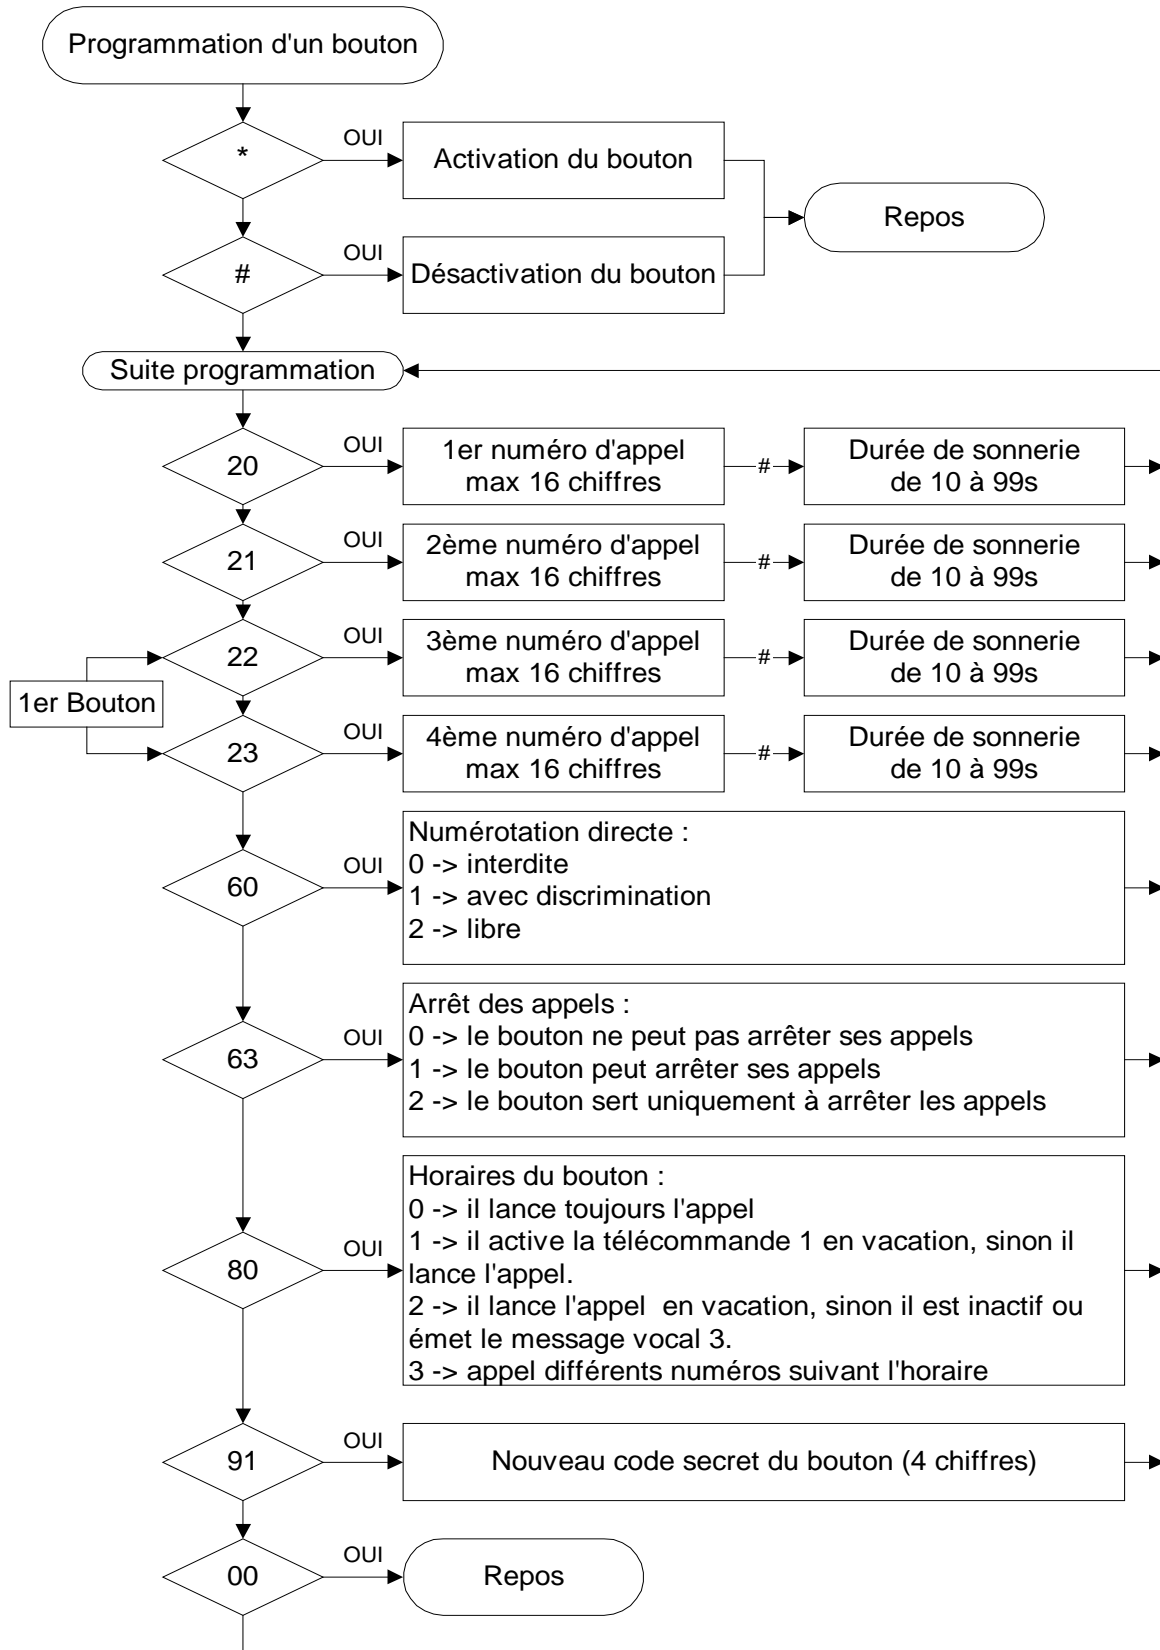 Programmation d'un bouton
*
OUI
Activation du bouton
Repos
#
OUI
Désactivation du bouton
Suite programmation
20
OUI
1er numéro d'appel
max 16 chiffres
#
Durée de sonnerie
de 10 à 99s
21
OUI
2ème numéro d'appel
max 16 chiffres
#
Durée de sonnerie
de 10 à 99s
22
OUI
3ème numéro d'appel
max 16 chiffres
#
Durée de sonnerie
de 10 à 99s
1er Bouton
23
OUI
4ème numéro d'appel
max 16 chiffres
#
Durée de sonnerie
de 10 à 99s
60
OUI
Numérotation directe :
0 -> interdite
1 -> avec discrimination
2 -> libre
63
OUI
Arrêt des appels :
0 -> le bouton ne peut pas arrêter ses appels
1 -> le bouton peut arrêter ses appels
2 -> le bouton sert uniquement à arrêter les appels
80
OUI
Horaires du bouton :
0 -> il lance toujours l'appel
1 -> il active la télécommande 1 en vacation, sinon il
lance l'appel.
2 -> il lance l'appel  en vacation, sinon il est inactif ou
émet le message vocal 3.
3 -> appel différents numéros suivant l'horaire
91
OUI
Nouveau code secret du bouton (4 chiffres)
00
OUI
Repos